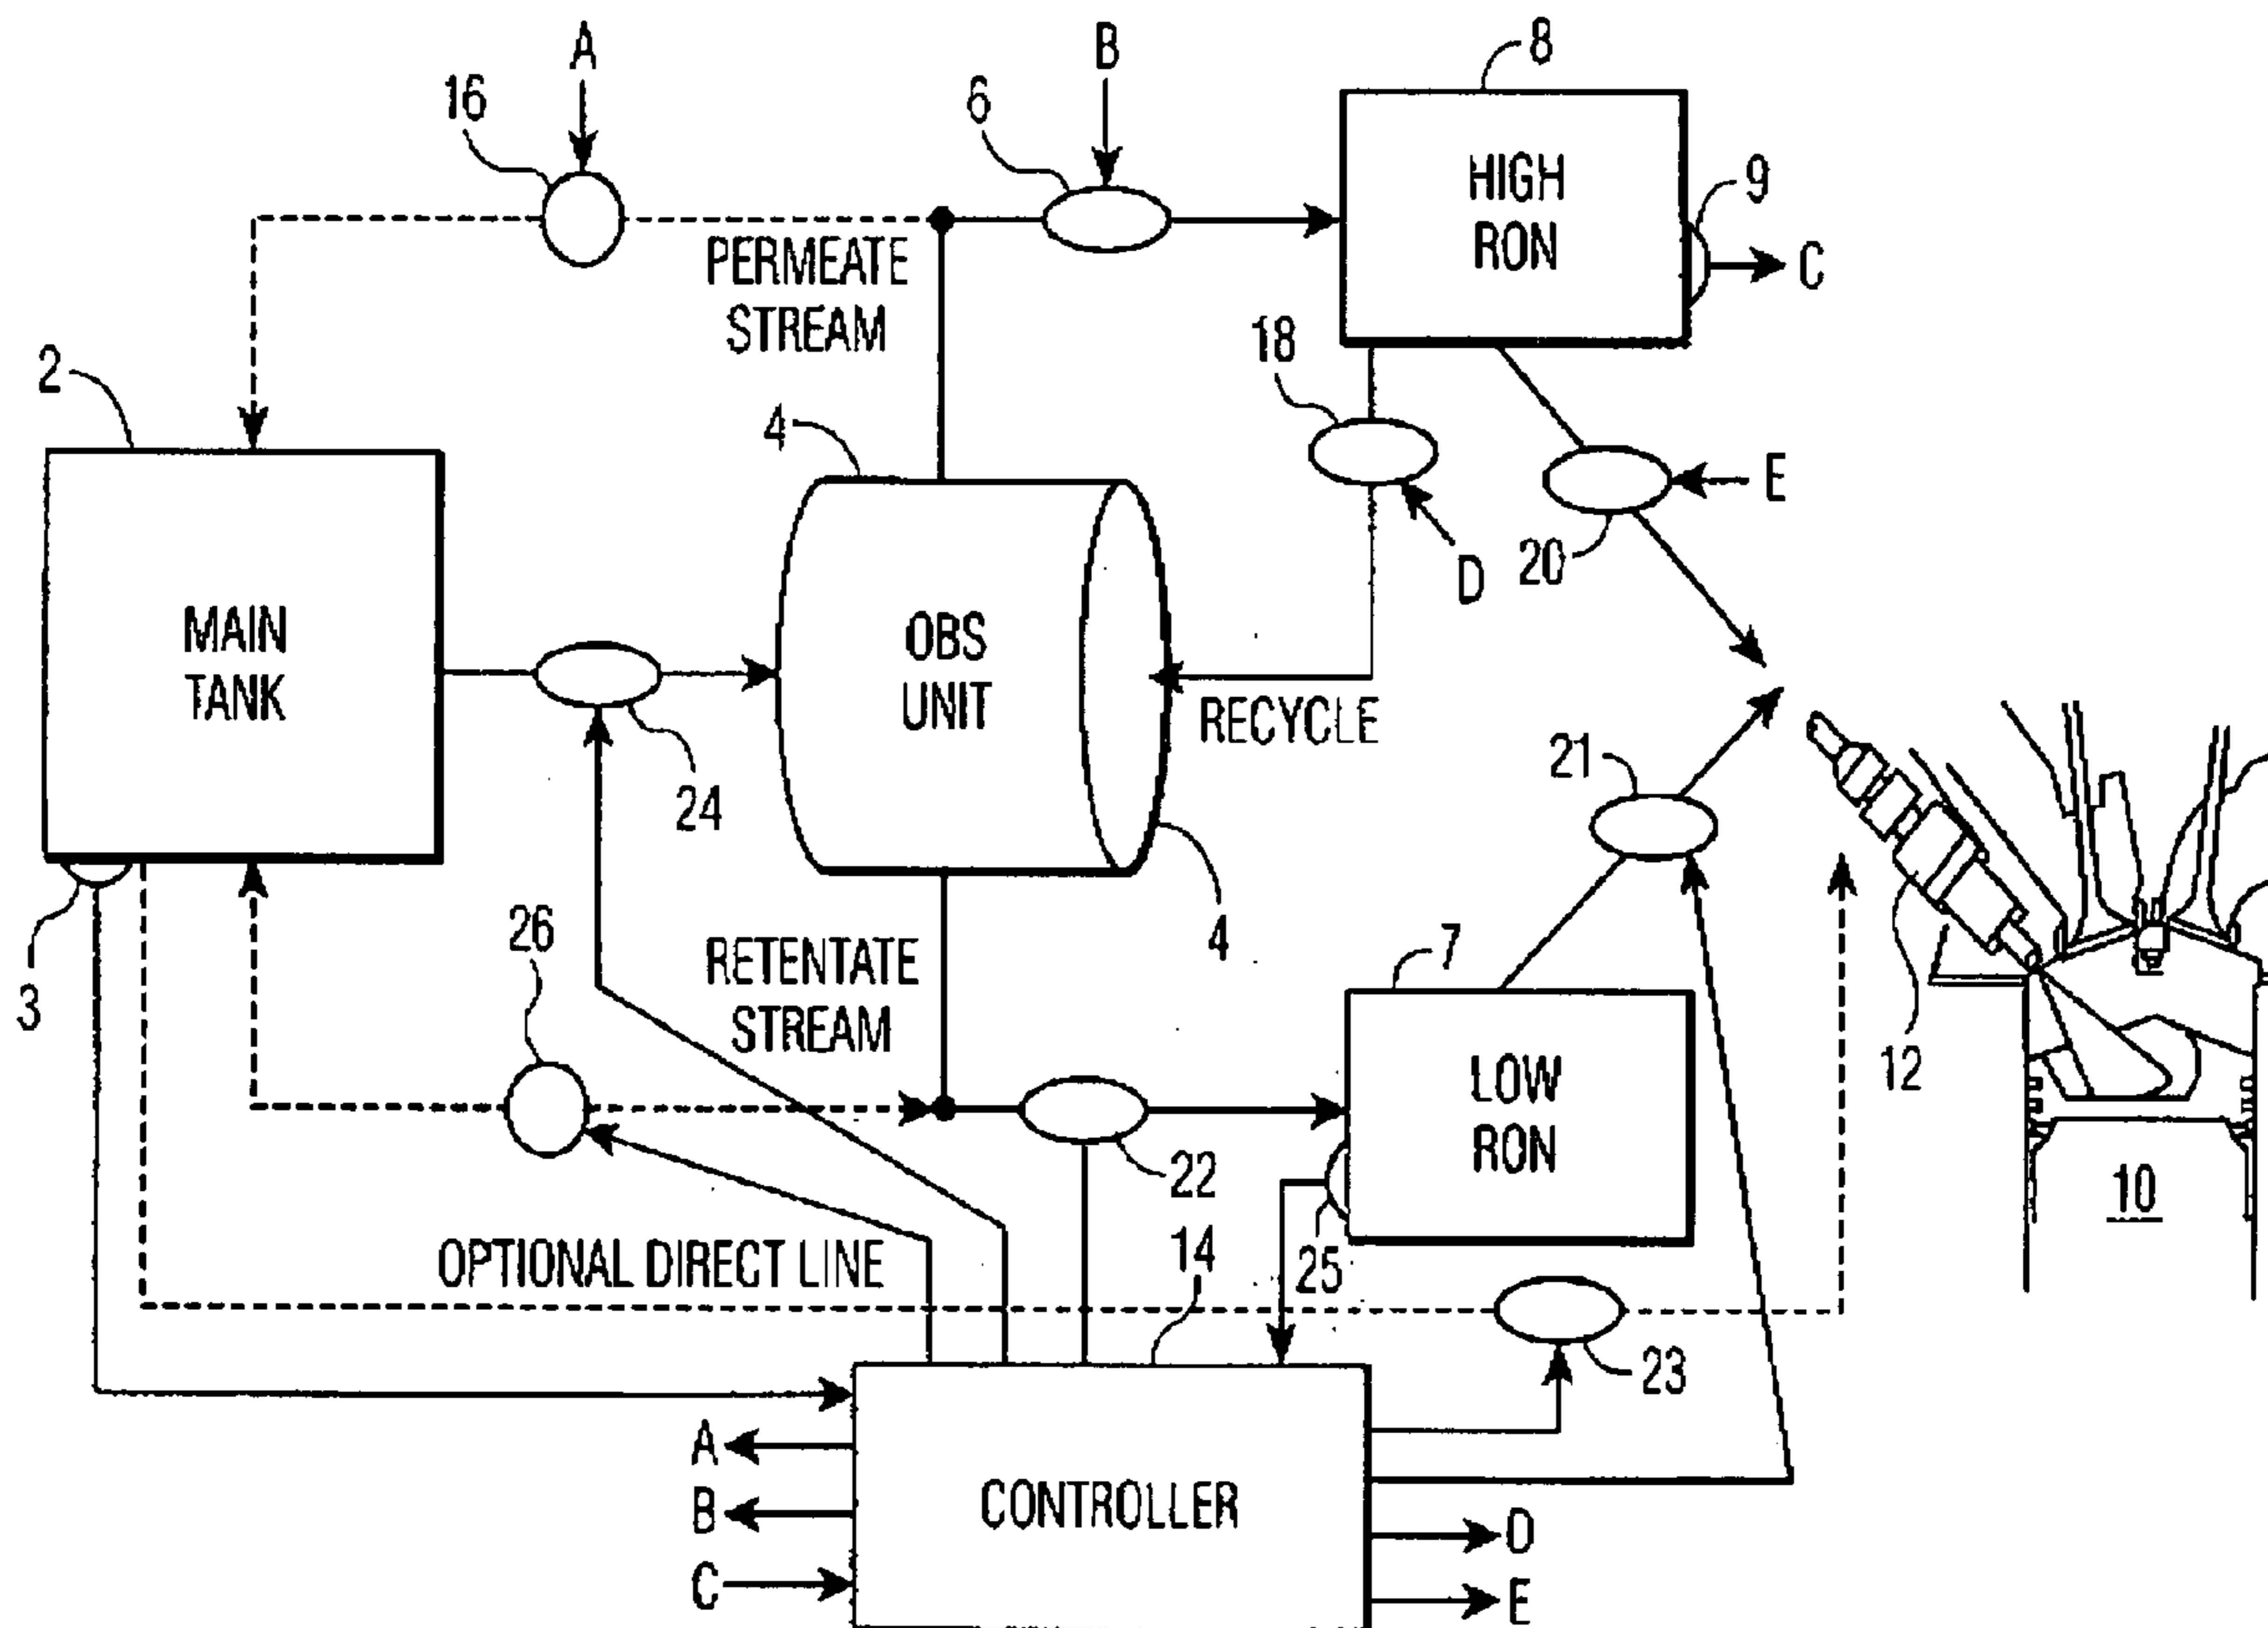 A
B
8
16
6
HIGH
RON
9
C
PERMEATE
STREAM
18
2
4
E
D
20
MAIN
TANK
OBS
UNIT
RECYCLE
21
24
26
RETENTATE
STREAM
4
7
3
12
LOW
RON
22
10
14
OPTIONAL DIRECT LINE
25
23
A
B
C
CONTROLLER
D
E